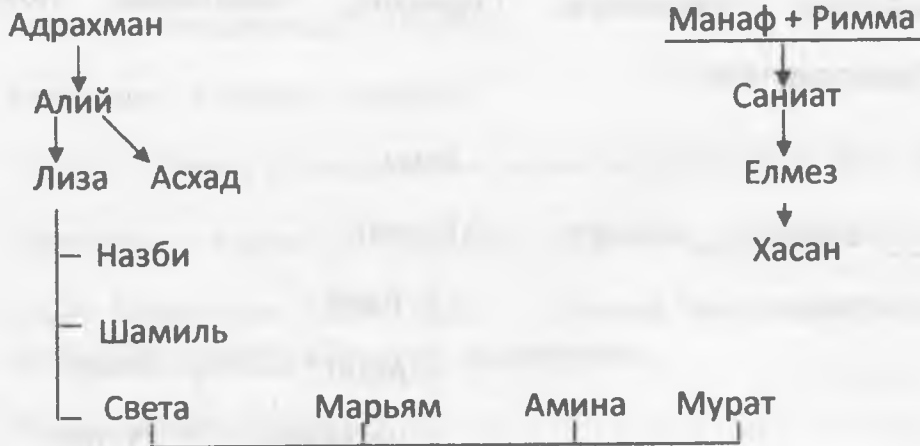 Адрахман Манаф + Римма
Алий Саниат
Лиза Асхад Елмез
Назби Хасан
Шамиль
Света Марьям Амина Мурат